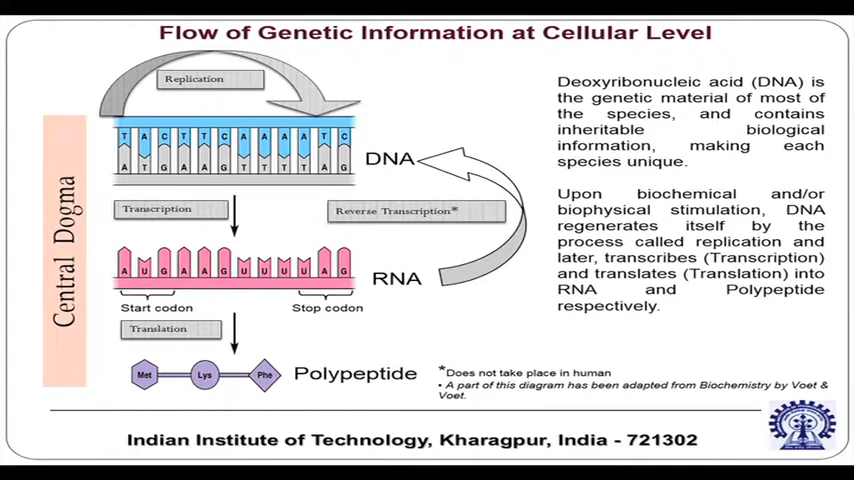 Flow of Genetic Information at Cellular Level
Replication
T A C T T C A A A A T C
A T G A A G T T T T A G
DNA
Transcription
Reverse Transcription*
A U G A A G U U U U A G
RNA
Start codon
Stop codon
Translation
Met Lys Phe
Polypeptide
Central Dogma
Deoxyribonucleic acid (DNA) is
the genetic material of most of
the species, and contains
inheritable biological
information, making each
species unique.
Upon biochemical and/or
biophysical stimulation, DNA
regenerates itself by the
process called replication and
later, transcribes (Transcription)
and translates (Translation) into
RNA and Polypeptide
respectively.
*Does not take place in human
• A part of this diagram has been adapted from Biochemistry by Voet &
Voet.
Indian Institute of Technology, Kharagpur, India - 721302